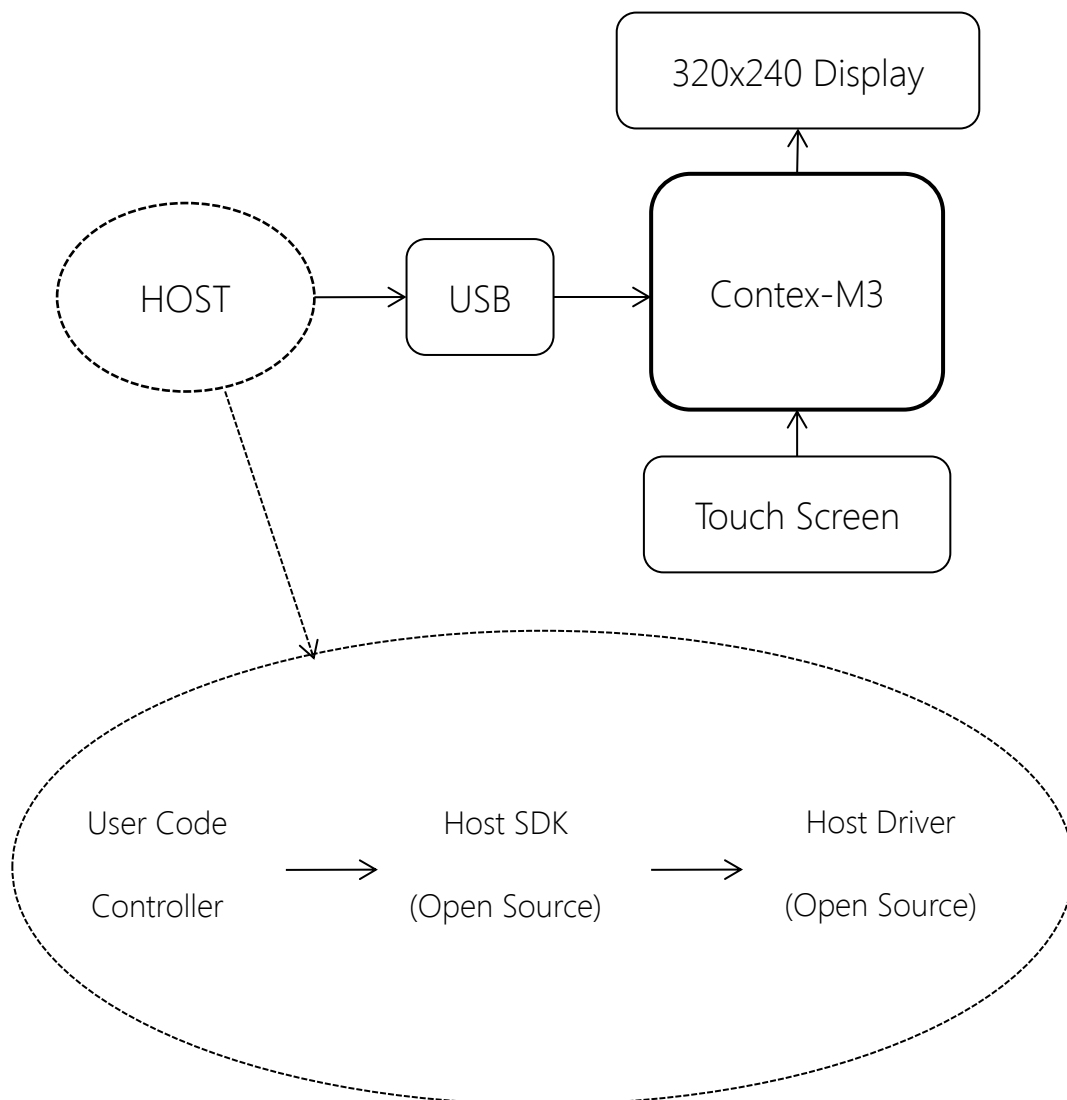 320x240 Display
HOST
USB
Contex-M3
Touch Screen
User Code
Controller
Host SDK
(Open Source)
Host Driver
(Open Source)